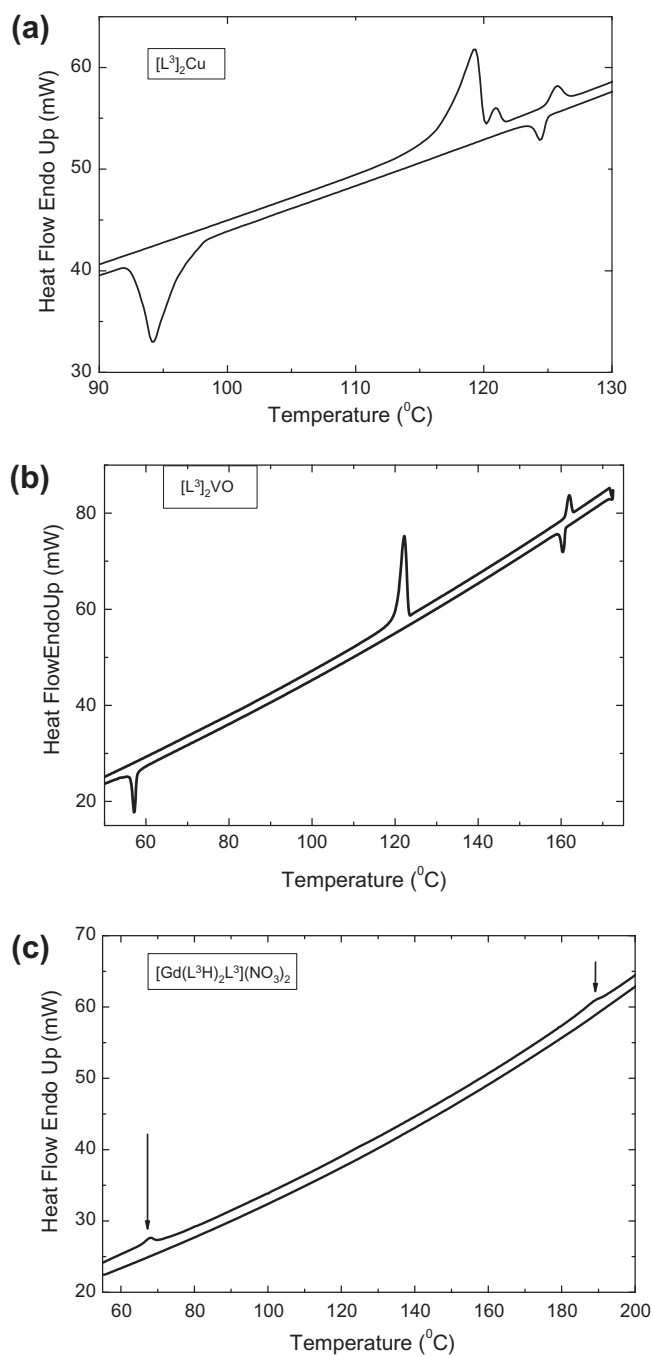 (a)
[L³]₂Cu
Heat Flow Endo Up (mW)
60
50
40
30
90 100 110 120 130
Temperature (⁰C)
(b)
[L³]₂VO
Heat FlowEndoUp (mW)
80
60
40
20
60 80 100 120 140 160
Temperature (⁰C)
(c)
[Gd(L³H)₂L³](NO₃)₂
Heat Flow Endo Up (mW)
70
60
50
40
30
20
60 80 100 120 140 160 180 200
Temperature (⁰C)